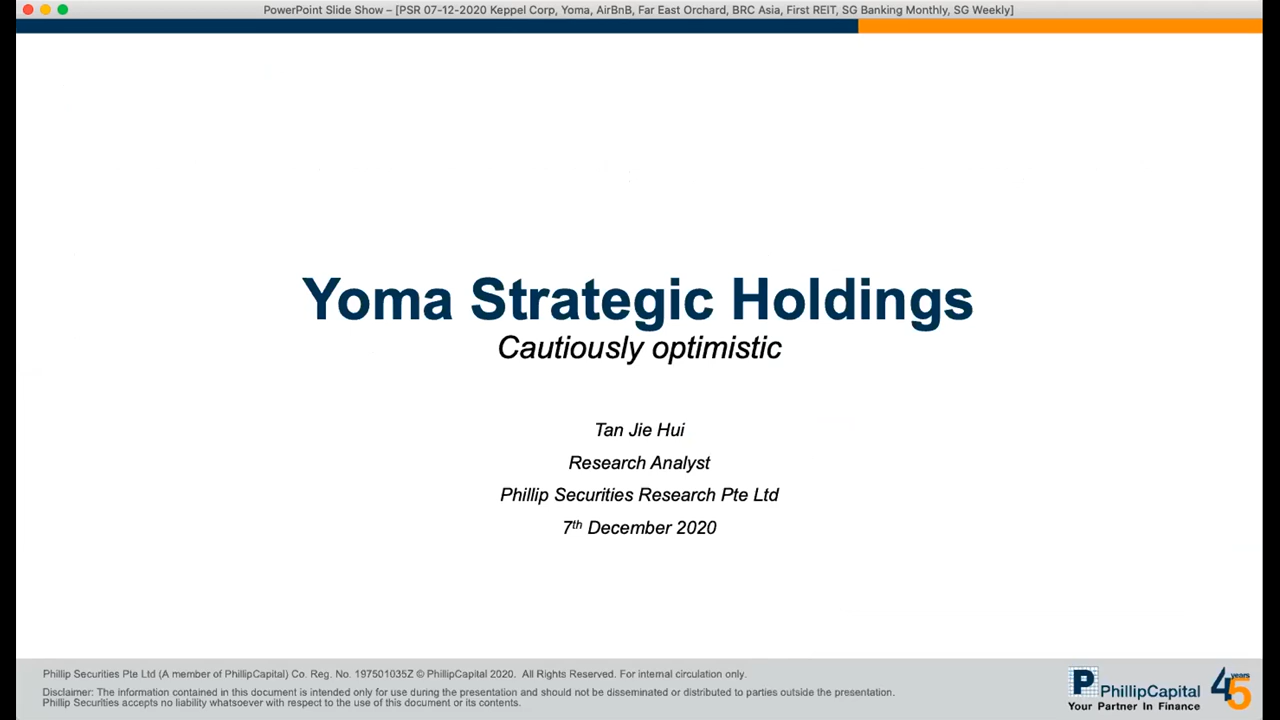 PowerPoint Slide Show – [PSR 07-12-2020 Keppel Corp, Yoma, AirBnB, Far East Orchard, BRC Asia, First REIT, SG Banking Monthly, SG Weekly]
Yoma Strategic Holdings
Cautiously optimistic
Tan Jie Hui
Research Analyst
Phillip Securities Research Pte Ltd
7th December 2020
Phillip Securities Pte Ltd (A member of PhillipCapital) Co. Reg. No. 197501035Z © PhillipCapital 2020. All Rights Reserved. For internal circulation only.
Disclaimer: The information contained in this document is intended only for use during the presentation and should not be disseminated or distributed to parties outside the presentation.
Phillip Securities accepts no liability whatsoever with respect to the use of this document or its contents.
P PhillipCapital
Your Partner In Finance
45 years